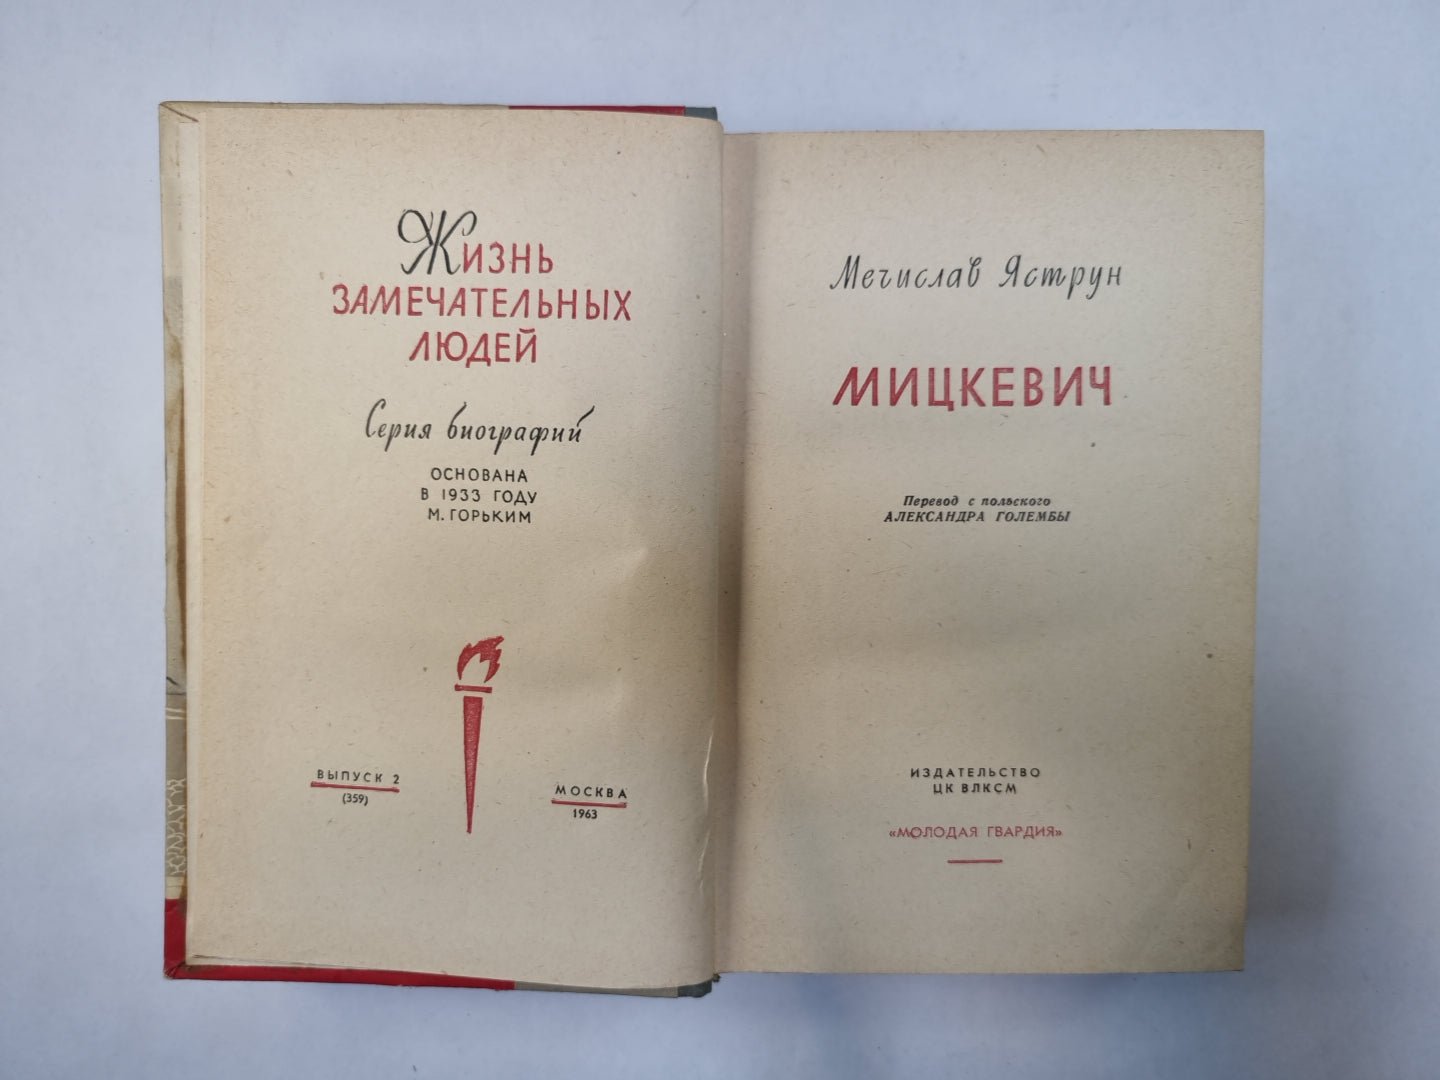 Жизнь
ЗАМЕЧАТЕЛЬНЫХ
ЛЮДЕЙ
Серия биографий
ОСНОВАНА
В 1933 ГОДУ
М. ГОРЬКИМ
ВЫПУСК 2
(359)
МОСКВА
1963
Мечислав Яструн
МИЦКЕВИЧ
Перевод с польского
АЛЕКСАНДРА ГОЛЕМБЫ
ИЗДАТЕЛЬСТВО
ЦК ВЛКСМ
«МОЛОДАЯ ГВАРДИЯ»